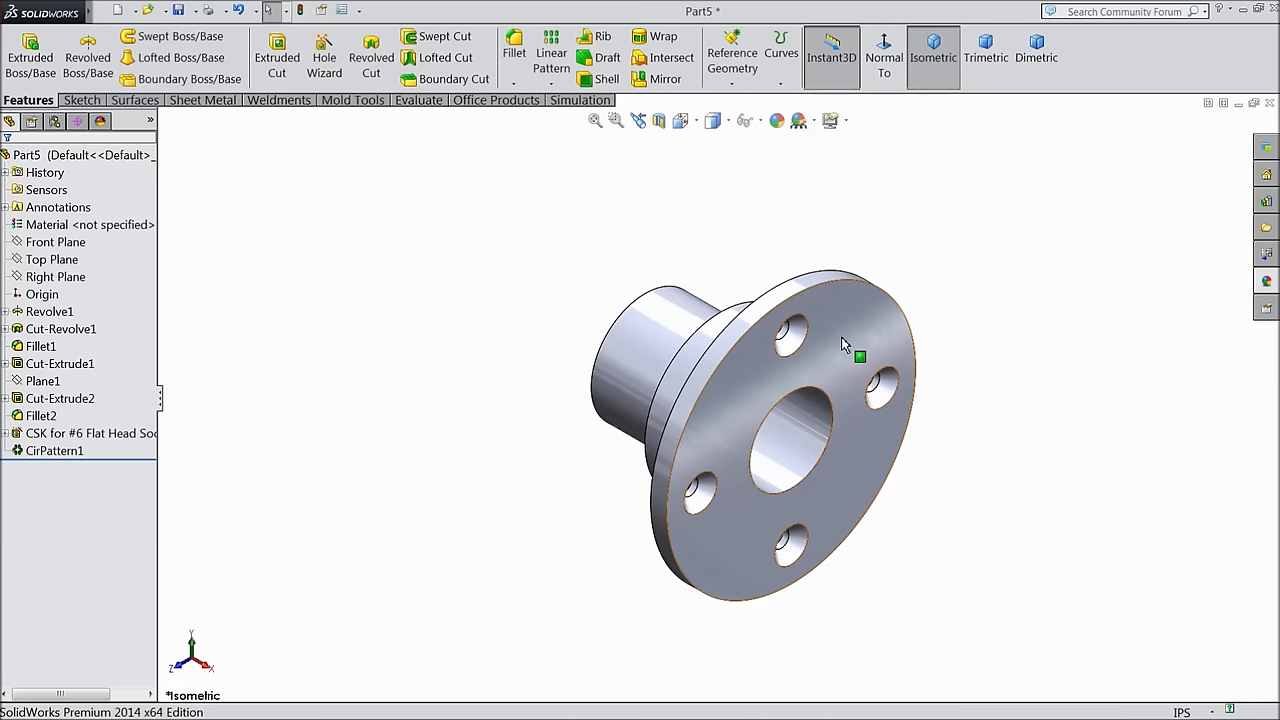 SOLIDWORKS
Part5 *
Search Community Forum
Extruded Boss/Base
Revolved Boss/Base
Swept Boss/Base
Lofted Boss/Base
Boundary Boss/Base
Extruded Cut
Hole Wizard
Revolved Cut
Swept Cut
Lofted Cut
Boundary Cut
Fillet
Linear Pattern
Rib
Draft
Shell
Wrap
Intersect
Mirror
Reference Geometry
Curves
Instant3D
Normal To
Isometric
Trimetric
Dimetric
Features
Sketch
Surfaces
Sheet Metal
Weldments
Mold Tools
Evaluate
Office Products
Simulation
Part5 (Default<<Default>_
History
Sensors
Annotations
Material <not specified>
Front Plane
Top Plane
Right Plane
Origin
Revolve1
Cut-Revolve1
Fillet1
Cut-Extrude1
Plane1
Cut-Extrude2
Fillet2
CSK for #6 Flat Head Soc
CirPattern1
Y
Z
X
*Isometric
SolidWorks Premium 2014 x64 Edition
IPS